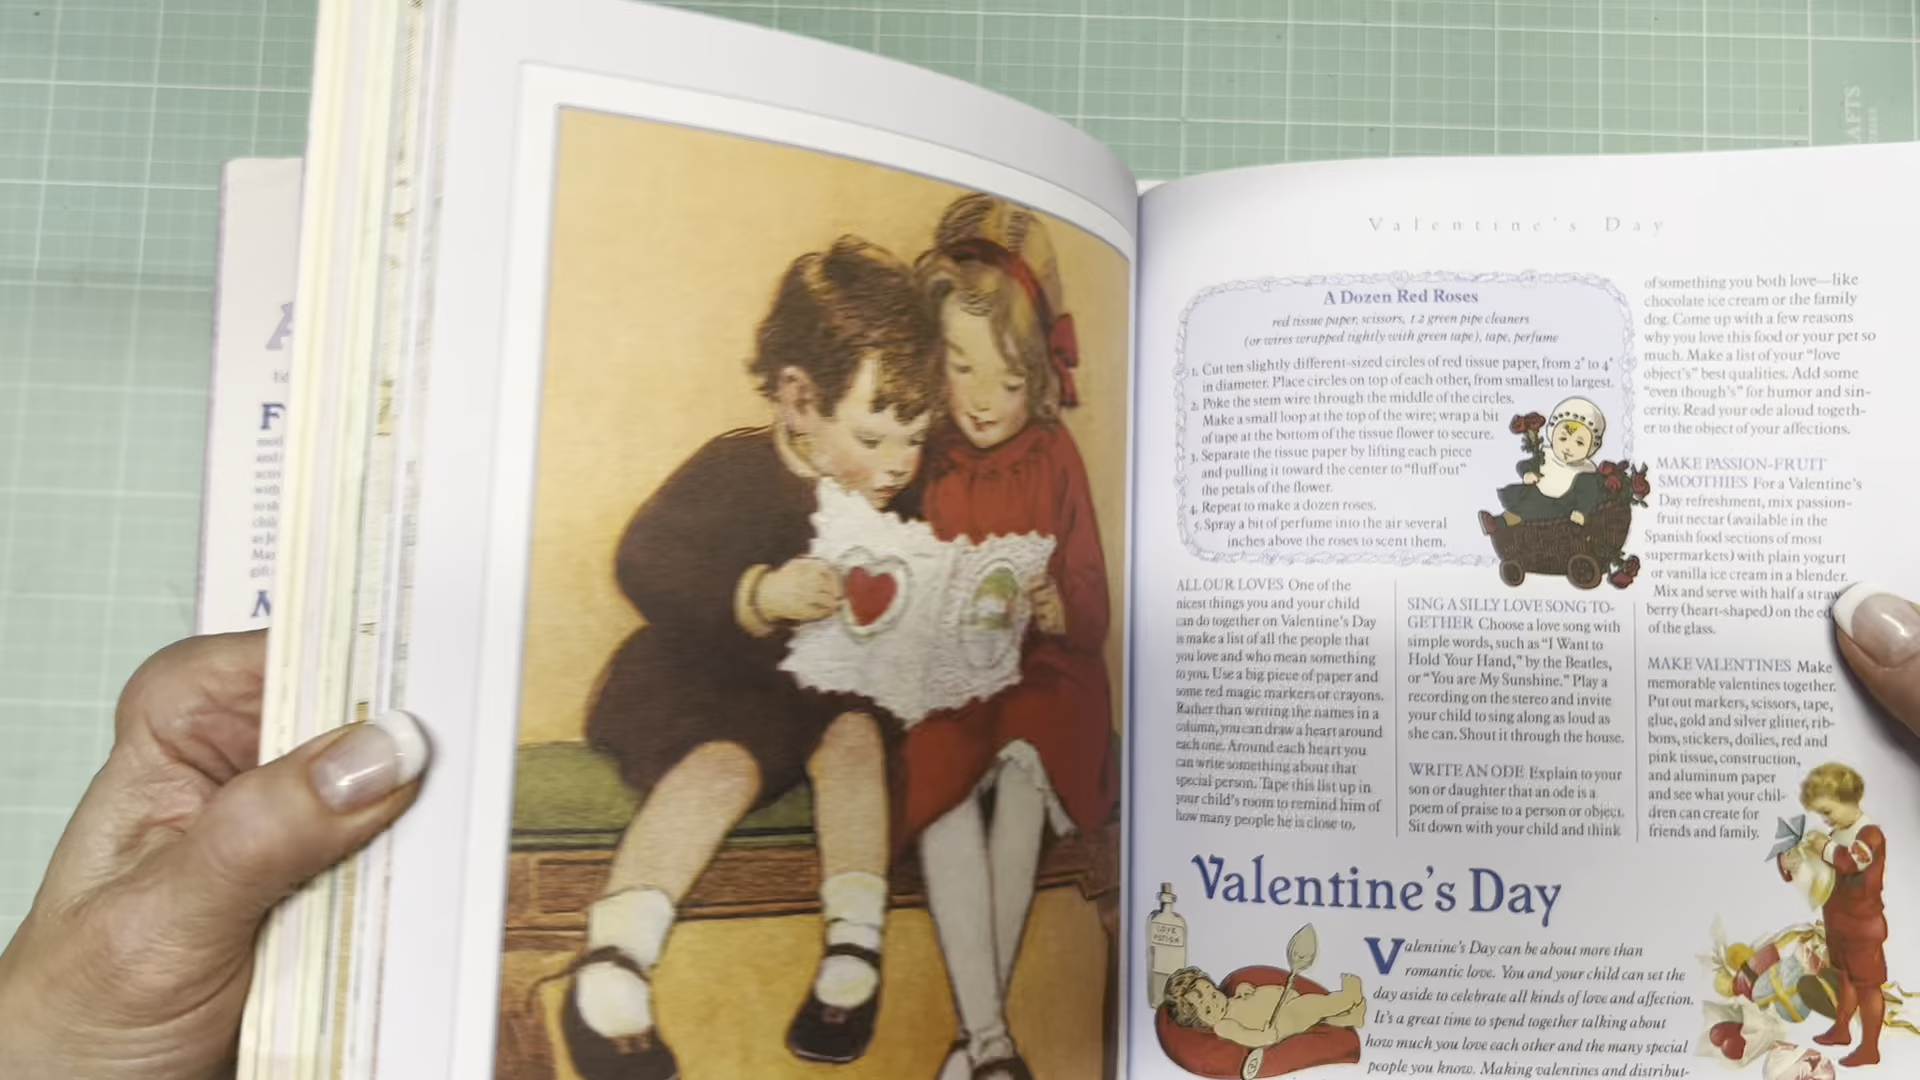 Valentine's Day
A Dozen Red Roses
red tissue paper, scissors, 12 green pipe cleaners
(or wires wrapped tightly with green tape), tape, perfume
1. Cut ten slightly different-sized circles of red tissue paper, from 2" to 4"
in diameter. Place circles on top of each other, from smallest to largest.
2. Poke the stem wire through the middle of the circles.
Make a small loop at the top of the wire; wrap a bit
of tape at the bottom of the tissue flower to secure.
3. Separate the tissue paper by lifting each piece
and pulling it toward the center to "fluff out"
the petals of the flower.
4. Repeat to make a dozen roses.
5. Spray a bit of perfume into the air several
inches above the roses to scent them.
ALL OUR LOVES One of the
nicest things you and your child
can do together on Valentine's Day
is make a list of all the people that
you love and who mean something
to you. Use a big piece of paper and
some red magic markers or crayons.
Rather than writing the names in a
column, you can draw a heart around
each one. Around each heart you
can write something about that
special person. Tape this list up in
your child's room to remind him of
how many people he is close to.
SING A SILLY LOVE SONG TO-
GETHER Choose a love song with
simple words, such as "I Want to
Hold Your Hand," by the Beatles,
or "You are My Sunshine." Play a
recording on the stereo and invite
your child to sing along as loud as
she can. Shout it through the house.
WRITE AN ODE Explain to your
son or daughter that an ode is a
poem of praise to a person or object.
Sit down with your child and think
of something you both love—like
chocolate ice cream or the family
dog. Come up with a few reasons
why you love this food or your pet so
much. Make a list of your "love
object's" best qualities. Add some
"even though's" for humor and sin-
cerity. Read your ode aloud togeth-
er to the object of your affections.
MAKE PASSION-FRUIT
SMOOTHIES For a Valentine's
Day refreshment, mix passion-
fruit nectar (available in the
Spanish food sections of most
supermarkets) with plain yogurt
or vanilla ice cream in a blender.
Mix and serve with half a straw
berry (heart-shaped) on the ed
of the glass.
MAKE VALENTINES Make
memorable valentines together.
Put out markers, scissors, tape,
glue, gold and silver glitter, rib-
bons, stickers, doilies, red and
pink tissue, construction,
and aluminum paper
and see what your chil-
dren can create for
friends and family.
Valentine's Day
LOVE
POTION
Valentine's Day can be about more than
romantic love. You and your child can set the
day aside to celebrate all kinds of love and affection.
It's a great time to spend together talking about
how much you love each other and the many special
people you know. Making valentines and distribut-